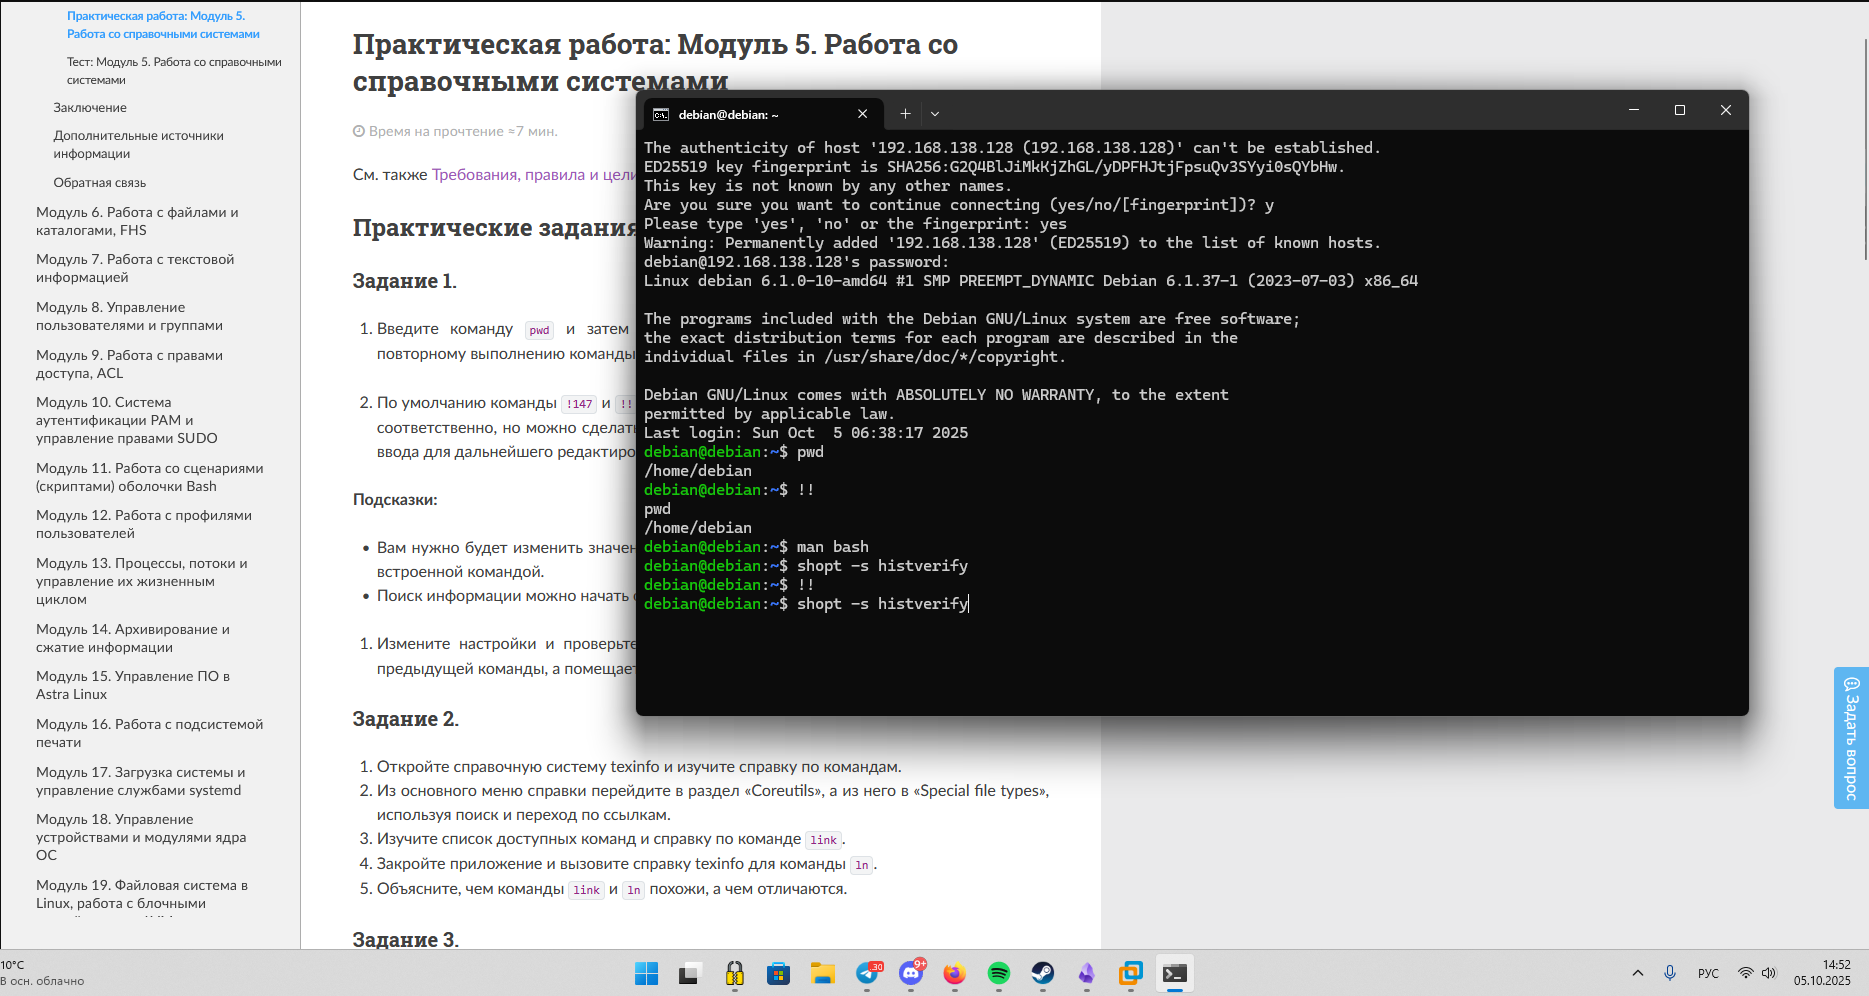 Практическая работа: Модуль 5.
Работа со справочными системами
Тест: Модуль 5. Работа со справочными
системами
Заключение
Дополнительные источники
информации
Обратная связь
Модуль 6. Работа с файлами и
каталогами, FHS
Модуль 7. Работа с текстовой
информацией
Модуль 8. Управление
пользователями и группами
Модуль 9. Работа с правами
доступа, ACL
Модуль 10. Система
аутентификации PAM и
управление правами SUDO
Модуль 11. Работа со сценариями
(скриптами) оболочки Bash
Модуль 12. Работа с профилями
пользователей
Модуль 13. Процессы, потоки и
управление их жизненным
циклом
Модуль 14. Архивирование и
сжатие информации
Модуль 15. Управление ПО в
Astra Linux
Модуль 16. Работа с подсистемой
печати
Модуль 17. Загрузка системы и
управление службами systemd
Модуль 18. Управление
устройствами и модулями ядра
ОС
Модуль 19. Файловая система в
Linux, работа с блочными
Практическая работа: Модуль 5. Работа со
справочными системами
Время на прочтение ≈7 мин.
См. также Требования, правила и цели
Практические задания
Задание 1.
1. Введите команду pwd и затем
повторному выполнению команды
2. По умолчанию команды !147 и !!
соответственно, но можно сделать
ввода для дальнейшего редактиро
Подсказки:
• Вам нужно будет изменить значен
встроенной командой.
• Поиск информации можно начать
1. Измените настройки и проверьте
предыдущей команды, а помещает
Задание 2.
1. Откройте справочную систему texinfo и изучите справку по командам.
2. Из основного меню справки перейдите в раздел «Coreutils», а из него в «Special file types»,
используя поиск и переход по ссылкам.
3. Изучите список доступных команд и справку по команде link.
4. Закройте приложение и вызовите справку texinfo для команды ln.
5. Объясните, чем команды link и ln похожи, а чем отличаются.
Задание 3.
debian@debian: ~
The authenticity of host '192.168.138.128 (192.168.138.128)' can't be established.
ED25519 key fingerprint is SHA256:G2Q4BlJiMkKjZhGL/yDPFHJtjFpsuQv3SYyi0sQYbHw.
This key is not known by any other names.
Are you sure you want to continue connecting (yes/no/[fingerprint])? y
Please type 'yes', 'no' or the fingerprint: yes
Warning: Permanently added '192.168.138.128' (ED25519) to the list of known hosts.
debian@192.168.138.128's password:
Linux debian 6.1.0-10-amd64 #1 SMP PREEMPT_DYNAMIC Debian 6.1.37-1 (2023-07-03) x86_64
The programs included with the Debian GNU/Linux system are free software;
the exact distribution terms for each program are described in the
individual files in /usr/share/doc/*/copyright.
Debian GNU/Linux comes with ABSOLUTELY NO WARRANTY, to the extent
permitted by applicable law.
Last login: Sun Oct  5 06:38:17 2025
debian@debian:~$ pwd
/home/debian
debian@debian:~$ !!
pwd
/home/debian
debian@debian:~$ man bash
debian@debian:~$ shopt -s histverify
debian@debian:~$ !!
debian@debian:~$ shopt -s histverify
Задать вопрос
10°C
В осн. облачно
30
9+
РУС
14:52
05.10.2025